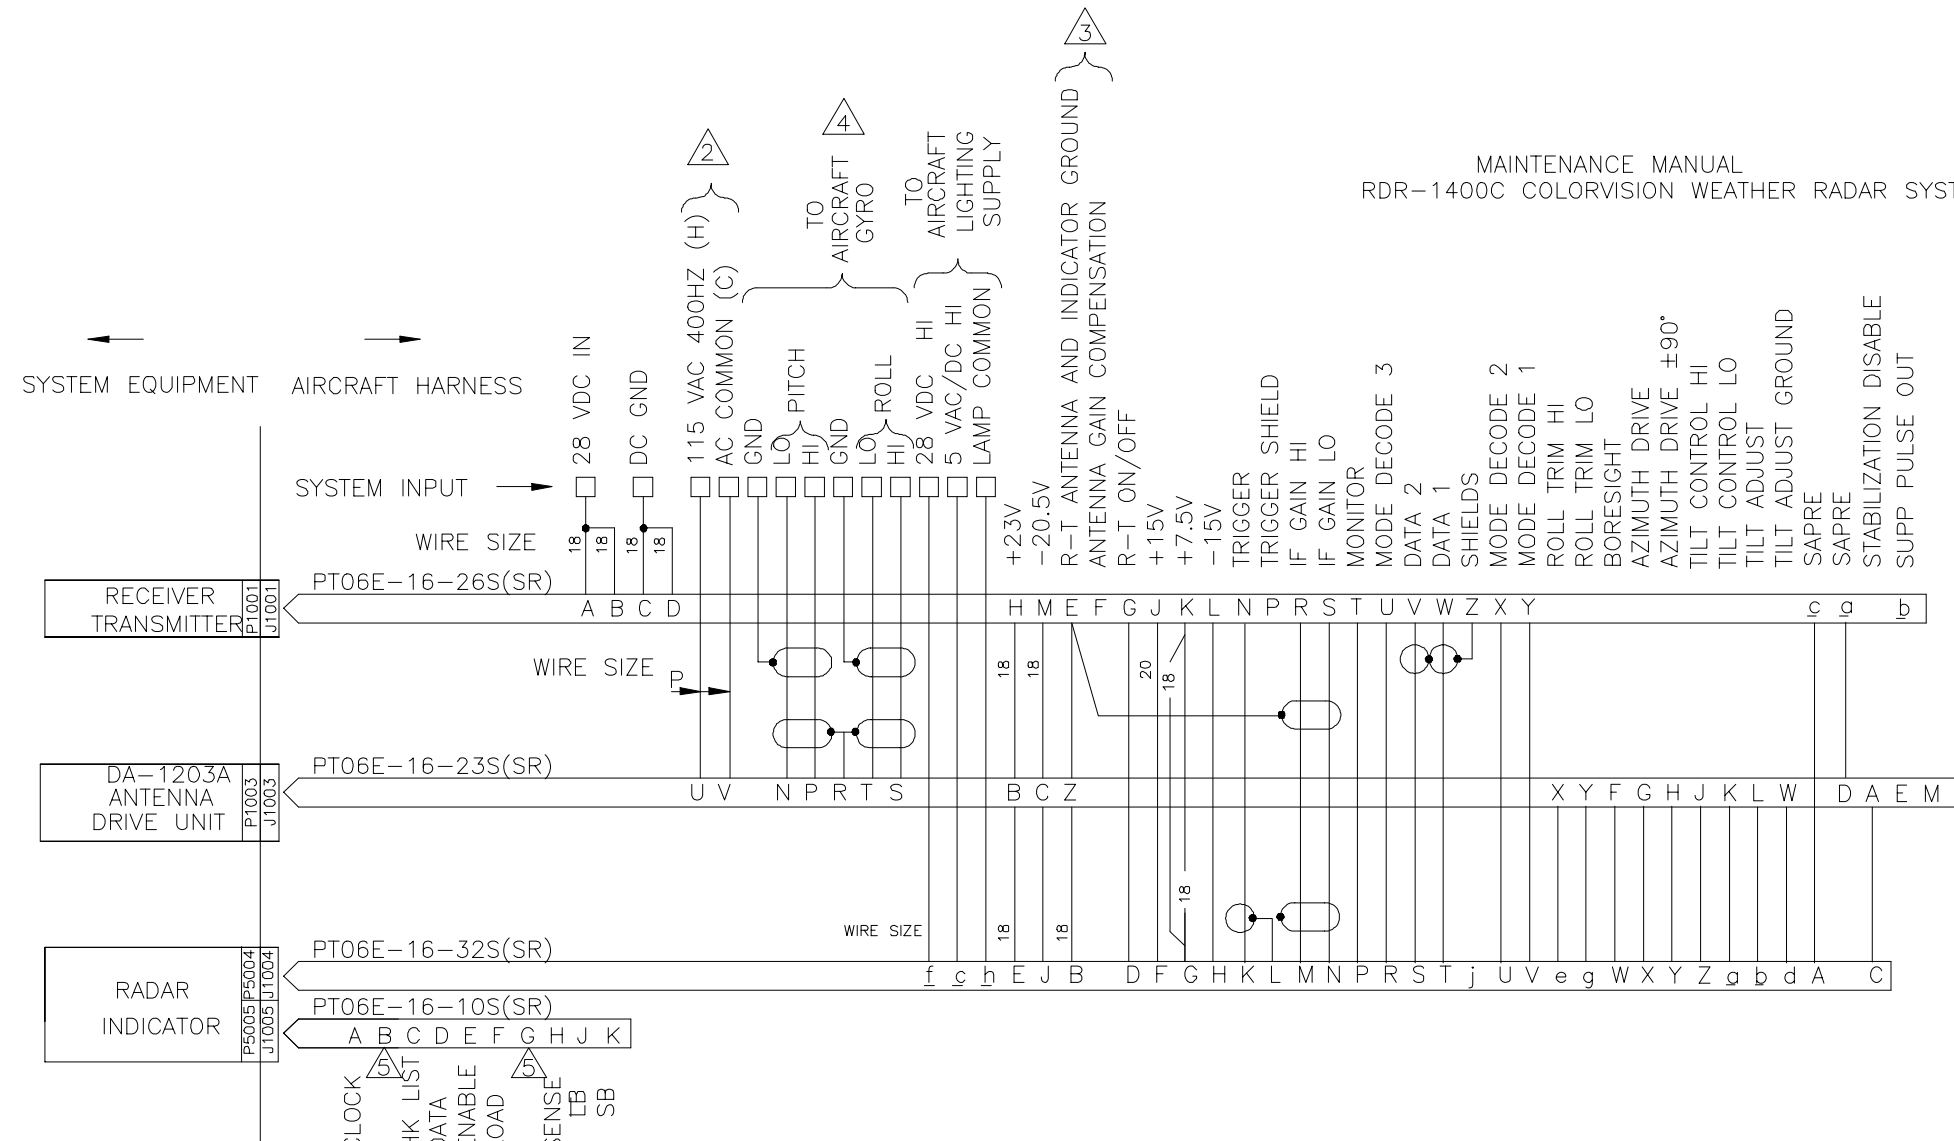 3
4
2
MAINTENANCE MANUAL
RDR-1400C COLORVISION WEATHER RADAR SYST
TO
AIRCRAFT
GYRO
TO
AIRCRAFT
LIGHTING
SUPPLY
SYSTEM EQUIPMENT
AIRCRAFT HARNESS
SYSTEM INPUT
28 VDC IN
DC GND
115 VAC 400HZ (H)
AC COMMON (C)
GND
LO
HI
PITCH
GND
LO
HI
ROLL
28 VDC HI
5 VAC/DC HI
LAMP COMMON
+23V
-20.5V
R-T ANTENNA AND INDICATOR GROUND
ANTENNA GAIN COMPENSATION
R-T ON/OFF
+15V
+7.5V
-15V
TRIGGER
TRIGGER SHIELD
IF GAIN HI
IF GAIN LO
MONITOR
MODE DECODE 3
DATA 2
DATA 1
SHIELDS
MODE DECODE 2
MODE DECODE 1
ROLL TRIM HI
ROLL TRIM LO
BORESIGHT
AZIMUTH DRIVE
AZIMUTH DRIVE ±90°
TILT CONTROL HI
TILT CONTROL LO
TILT ADJUST
TILT ADJUST GROUND
SAPRE
SAPRE
STABILIZATION DISABLE
SUPP PULSE OUT
WIRE SIZE
18 18 18 18
RECEIVER
TRANSMITTER
P1001
J1001
PT06E-16-26S(SR)
A B C D H M E F G J K L N P R S T U V W Z X Y c a b
WIRE SIZE
P
18 18 20 18
DA-1203A
ANTENNA
DRIVE UNIT
P1003
J1003
PT06E-16-23S(SR)
U V N P R T S B C Z X Y F G H J K L W D A E M
18
WIRE SIZE
18 18
RADAR
INDICATOR
P5004
J1004
P5005
J1005
PT06E-16-32S(SR)
f c h E J B D F G H K L M N P R S T j U V e g W X Y Z a b d A C
PT06E-16-10S(SR)
A B C D E F G H J K
5
5
CLOCK
HK LIST
DATA
ENABLE
LOAD
SENSE
LB
SB